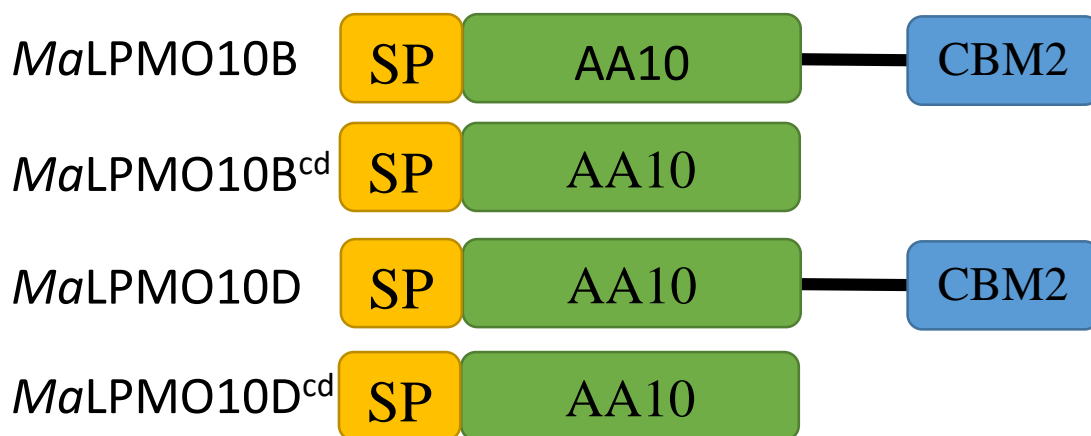 MaLPMO10B SP AA10 CBM2
MaLPMO10Bcd SP AA10
MaLPMO10D SP AA10 CBM2
MaLPMO10Dcd SP AA10